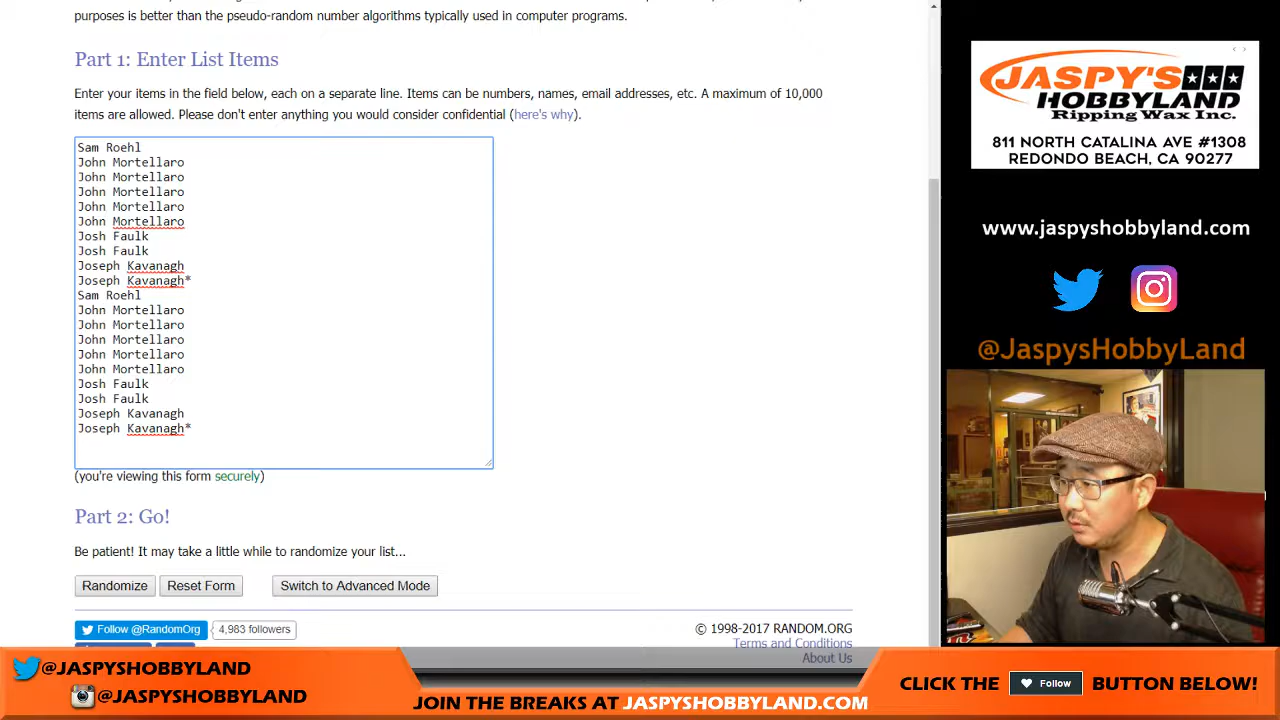 purposes is better than the pseudo-random number algorithms typically used in computer programs.
Part 1: Enter List Items
Enter your items in the field below, each on a separate line. Items can be numbers, names, email addresses, etc. A maximum of 10,000
items are allowed. Please don't enter anything you would consider confidential (here's why).
Sam Roehl
John Mortellaro
John Mortellaro
John Mortellaro
John Mortellaro
John Mortellaro
Josh Faulk
Josh Faulk
Joseph Kavanagh
Joseph Kavanagh*
Sam Roehl
John Mortellaro
John Mortellaro
John Mortellaro
John Mortellaro
John Mortellaro
Josh Faulk
Josh Faulk
Joseph Kavanagh
Joseph Kavanagh*
(you're viewing this form securely)
Part 2: Go!
Be patient! It may take a little while to randomize your list...
Randomize Reset Form Switch to Advanced Mode
Follow @RandomOrg 4,983 followers
© 1998-2017 RANDOM.ORG
Terms and Conditions
About Us
JASPY'S
HOBBYLAND
Ripping Wax Inc.
811 NORTH CATALINA AVE #1308
REDONDO BEACH, CA 90277
www.jaspyshobbyland.com
@JaspysHobbyLand
@JASPYSHOBBYLAND
@JASPYSHOBBYLAND
JOIN THE BREAKS AT JASPYSHOBBYLAND.COM
CLICK THE Follow BUTTON BELOW!